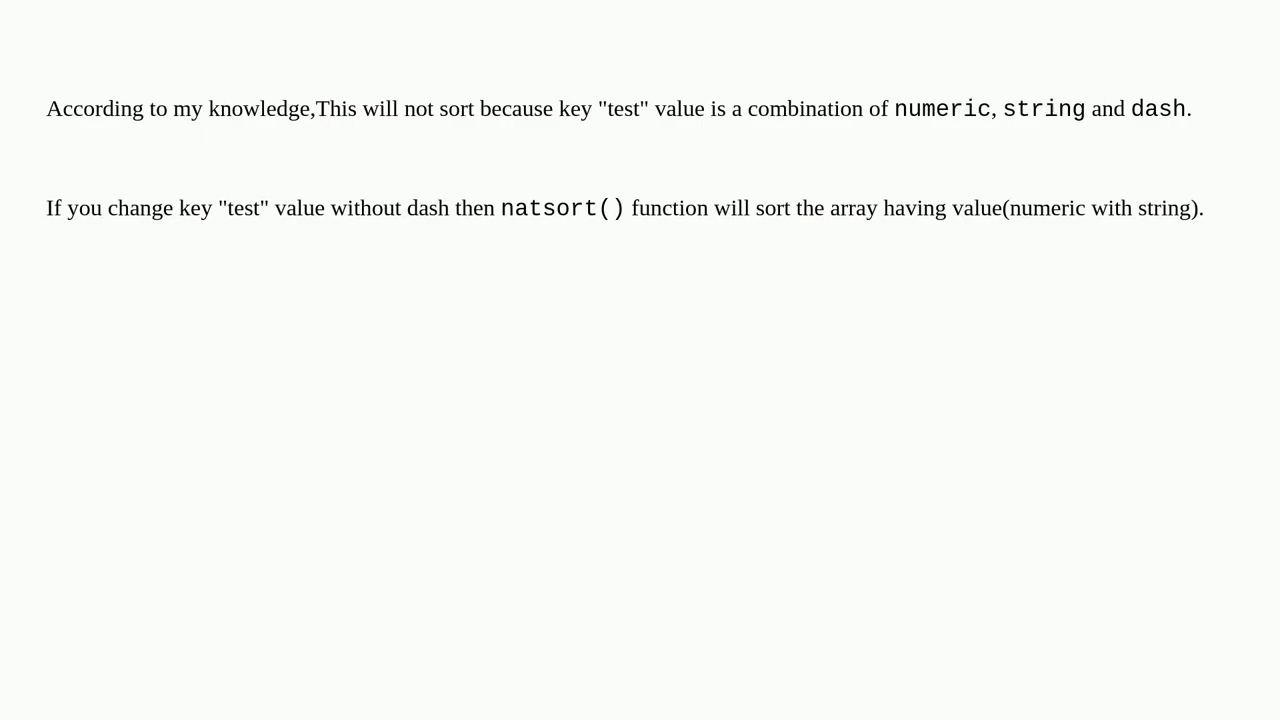 According to my knowledge,This will not sort because key "test" value is a combination of numeric, string and dash.
If you change key "test" value without dash then natsort() function will sort the array having value(numeric with string).